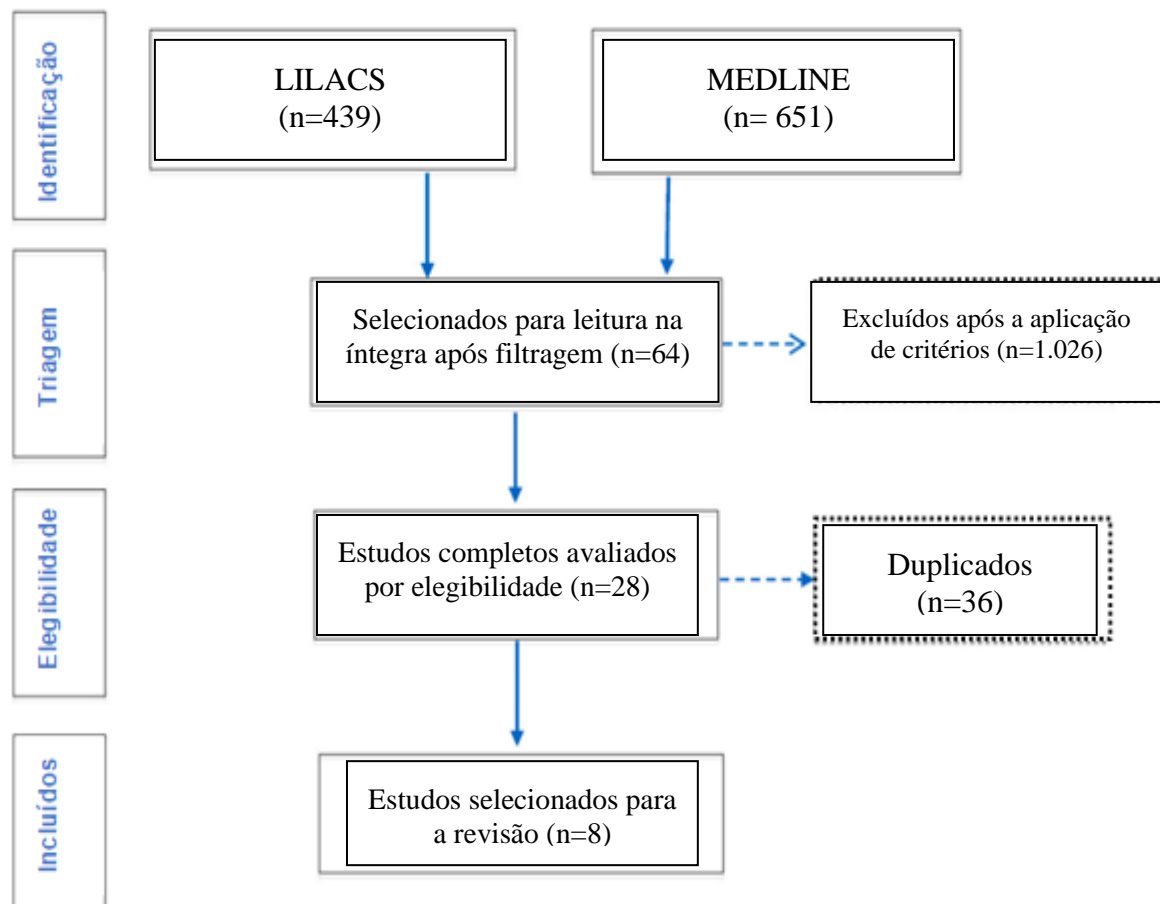 Identificação
LILACS
(n=439)
MEDLINE
(n= 651)
Triagem
Selecionados para leitura na
íntegra após filtragem (n=64)
Excluídos após a aplicação
de critérios (n=1.026)
Elegibilidade
Estudos completos avaliados
por elegibilidade (n=28)
Duplicados
(n=36)
Incluídos
Estudos selecionados para
a revisão (n=8)